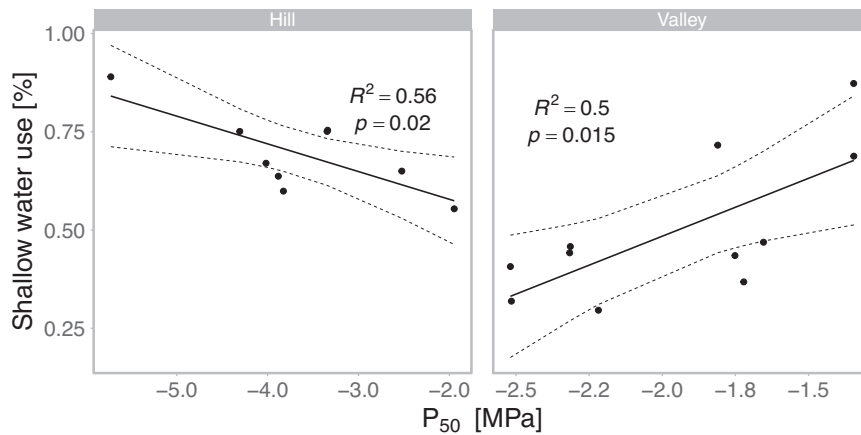 Hill
Valley
1.00
0.75
0.50
0.25
Shallow water use [%]
R² = 0.56
p = 0.02
R² = 0.5
p = 0.015
−5.0 −4.0 −3.0 −2.0
−2.5 −2.2 −2.0 −1.8 −1.5
P₅₀ [MPa]